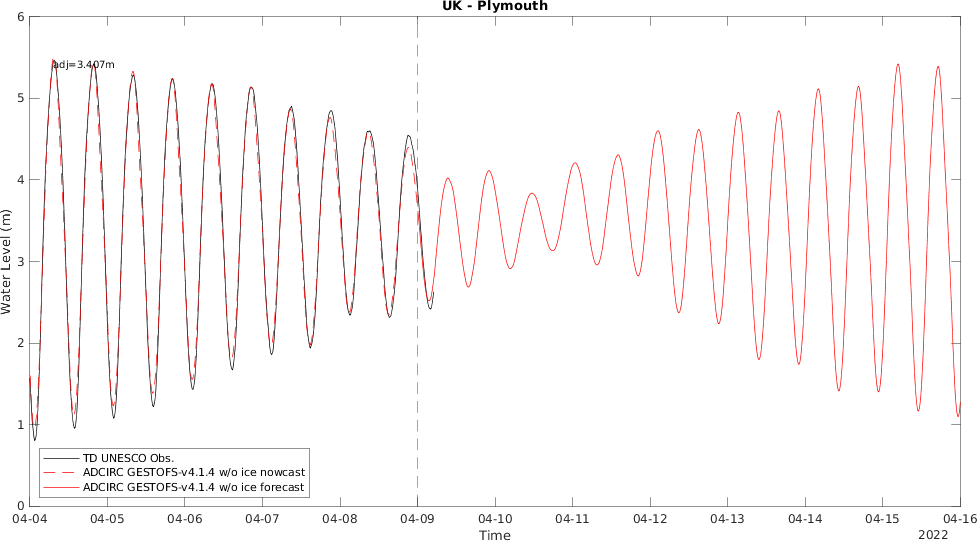 UK - Plymouth
6
5
4
3
2
1
0
Water Level (m)
adj=3.407m
TD UNESCO Obs.
ADCIRC GESTOFS-v4.1.4 w/o ice nowcast
ADCIRC GESTOFS-v4.1.4 w/o ice forecast
04-04 04-05 04-06 04-07 04-08 04-09 04-10 04-11 04-12 04-13 04-14 04-15 04-16
Time
2022